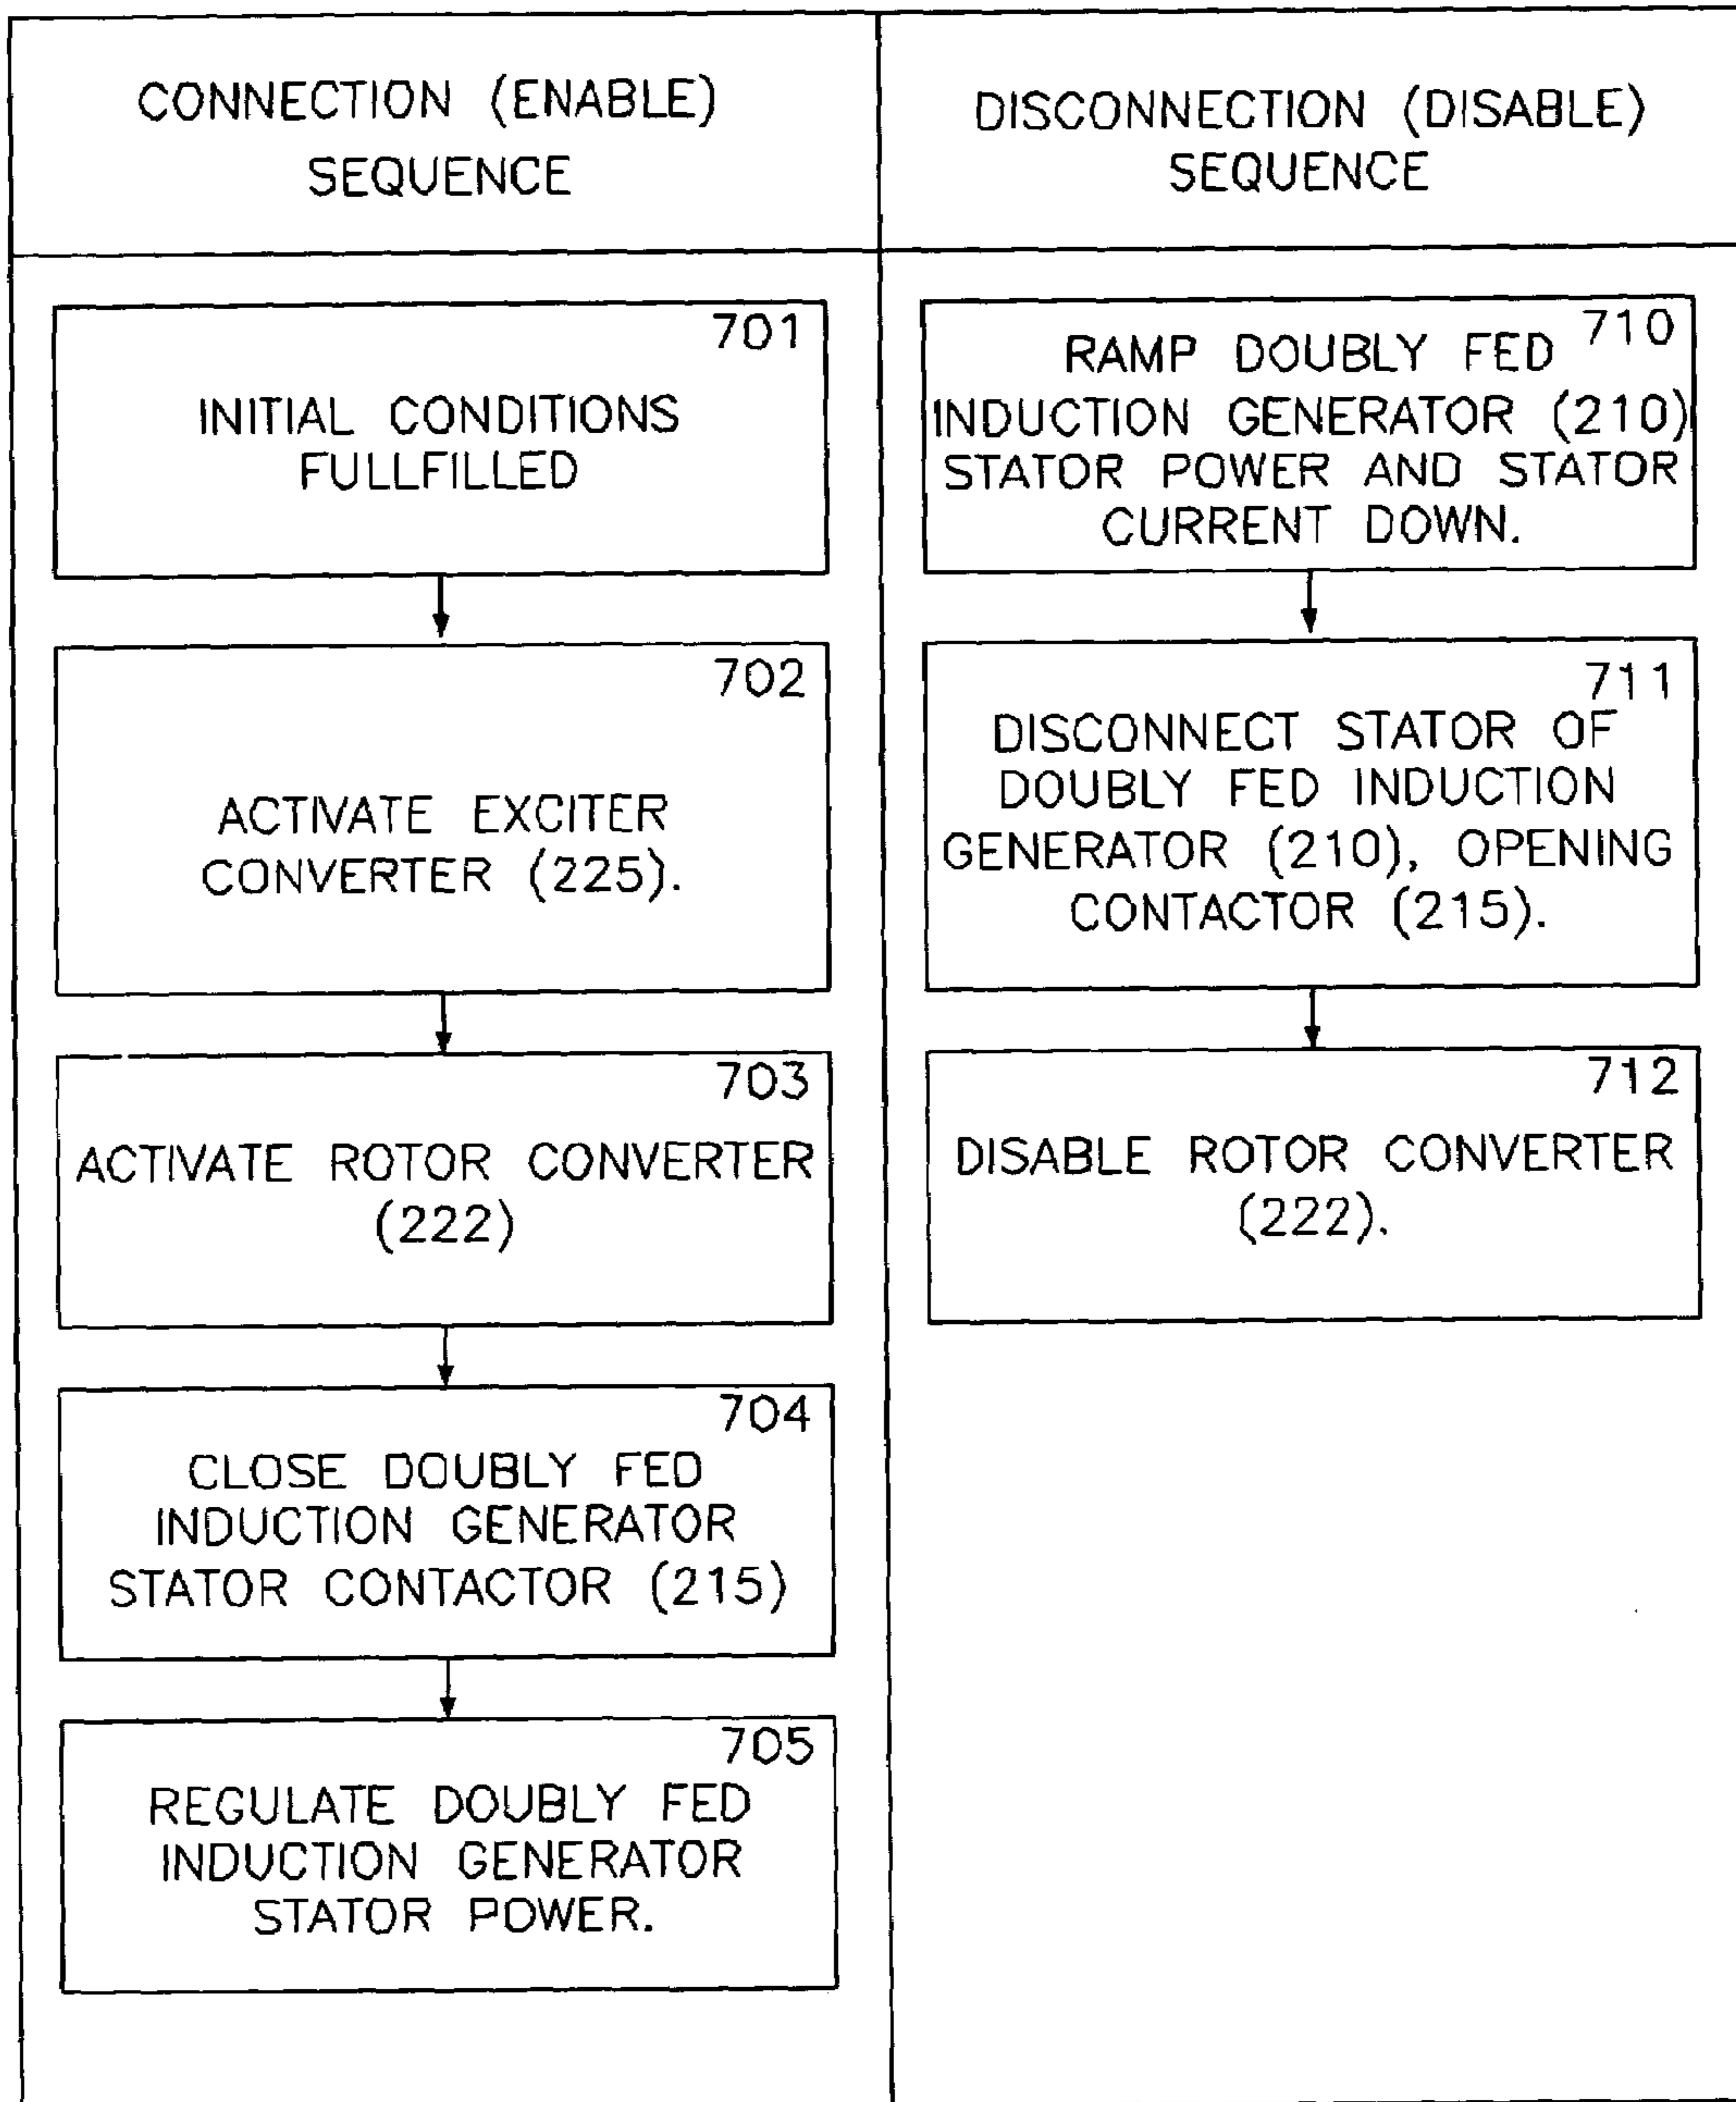 CONNECTION (ENABLE)
SEQUENCE
701
INITIAL CONDITIONS
FULLFILLED
702
ACTIVATE EXCITER
CONVERTER (225).
703
ACTIVATE ROTOR CONVERTER
(222)
704
CLOSE DOUBLY FED
INDUCTION GENERATOR
STATOR CONTACTOR (215)
705
REGULATE DOUBLY FED
INDUCTION GENERATOR
STATOR POWER.
DISCONNECTION (DISABLE)
SEQUENCE
710
RAMP DOUBLY FED
INDUCTION GENERATOR (210)
STATOR POWER AND STATOR
CURRENT DOWN.
711
DISCONNECT STATOR OF
DOUBLY FED INDUCTION
GENERATOR (210), OPENING
CONTACTOR (215).
712
DISABLE ROTOR CONVERTER
(222).